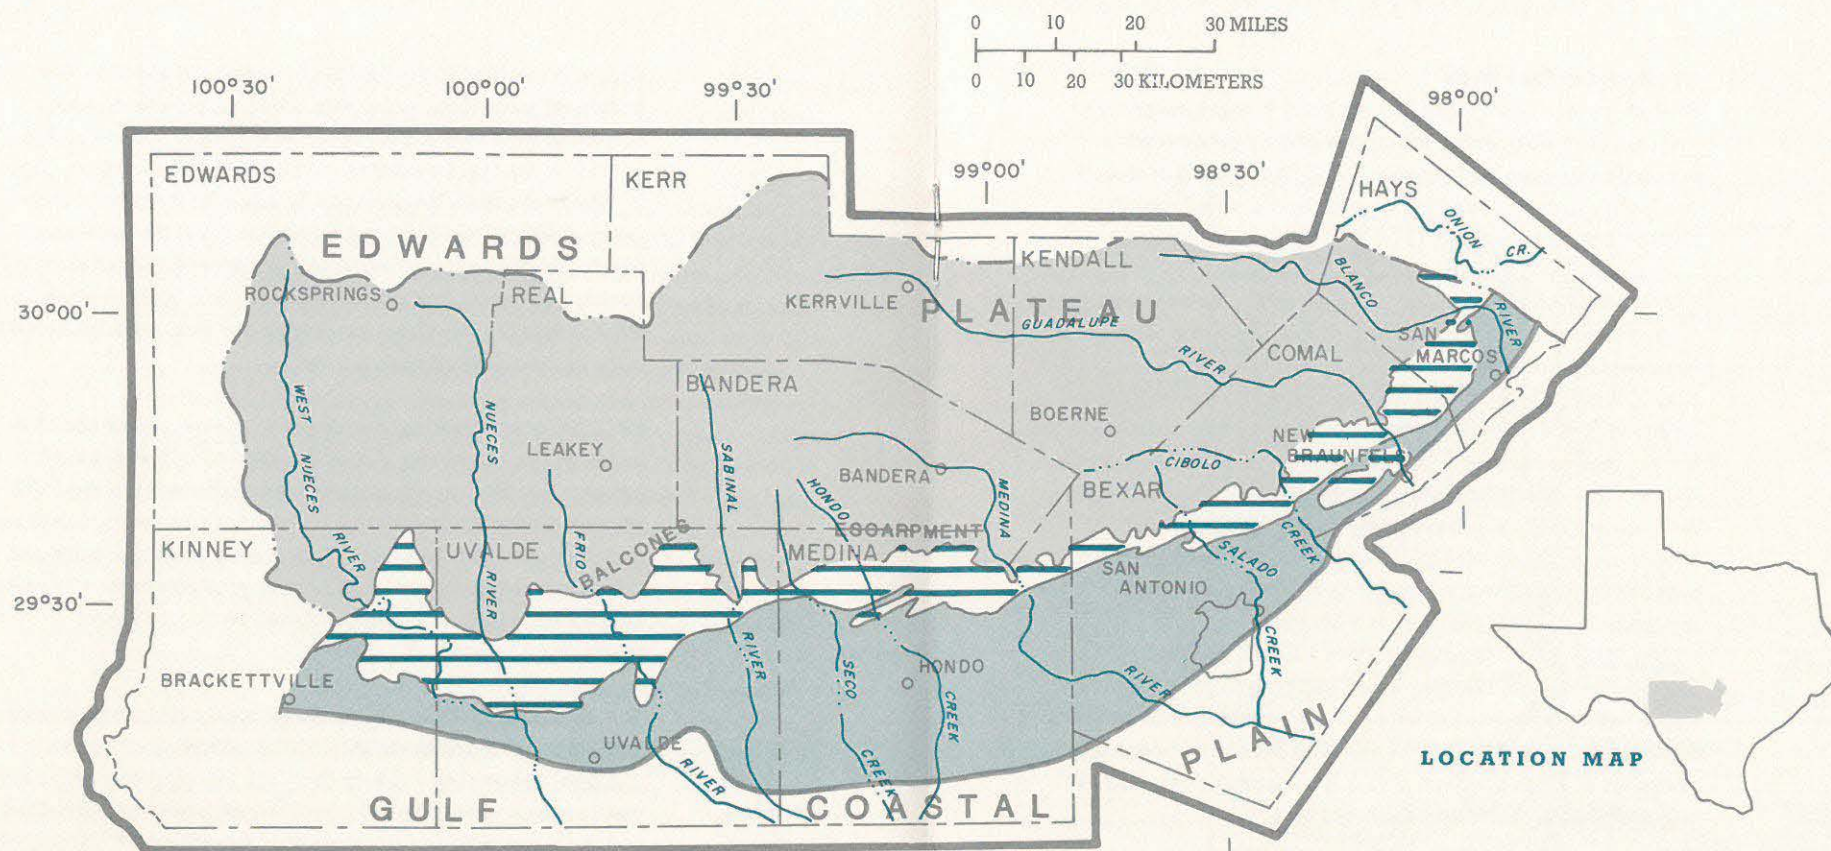 0 10 20 30 MILES
0 10 20 30 KILOMETERS
100°30'
100°00'
99°30'
99°00'
98°30'
98°00'
30°00'
29°30'
EDWARDS
KERR
HAYS
ONION
CR.
EDWARDS
KENDALL
BLANCO
RIVER
ROCKSPRINGS
REAL
KERRVILLE
PLATEAU
GUADALUPE
RIVER
COMAL
SAN
MARCOS
BANDERA
WEST
NUECES
RIVER
NUECES
RIVER
LEAKEY
SABINAL
RIVER
BANDERA
HONDO
CREEK
MEDINA
RIVER
BOERNE
NEW
BRAUNFELS
CIBOLO
CREEK
BEXAR
ESCARPMENT
BALCONES
KINNEY
UVALDE
FRIO
RIVER
MEDINA
SAN
ANTONIO
SALADO
CREEK
BRACKETTVILLE
SECO
CREEK
HONDO
UVALDE
GULF
COASTAL
PLAIN
LOCATION MAP